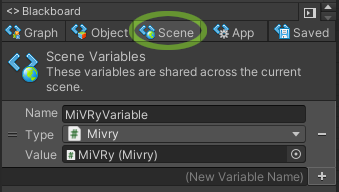 Blackboard
Graph Object Scene App Saved
Scene Variables
These variables are shared across the current
scene.
Name MiVRyVariable
Type # Mivry
Value # MiVRy (Mivry)
(New Variable Name) +